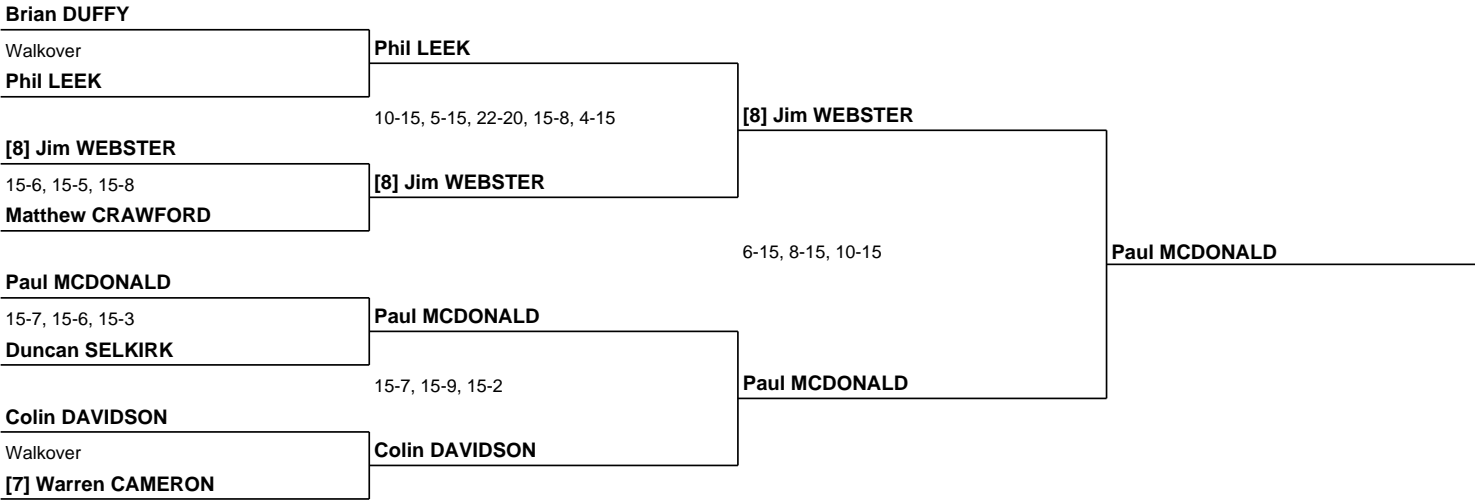 Brian DUFFY
Walkover
Phil LEEK
[8] Jim WEBSTER
15-6, 15-5, 15-8
Matthew CRAWFORD
Paul MCDONALD
15-7, 15-6, 15-3
Duncan SELKIRK
Colin DAVIDSON
Walkover
[7] Warren CAMERON
Phil LEEK
10-15, 5-15, 22-20, 15-8, 4-15
[8] Jim WEBSTER
Paul MCDONALD
15-7, 15-9, 15-2
Colin DAVIDSON
[8] Jim WEBSTER
6-15, 8-15, 10-15
Paul MCDONALD
Paul MCDONALD